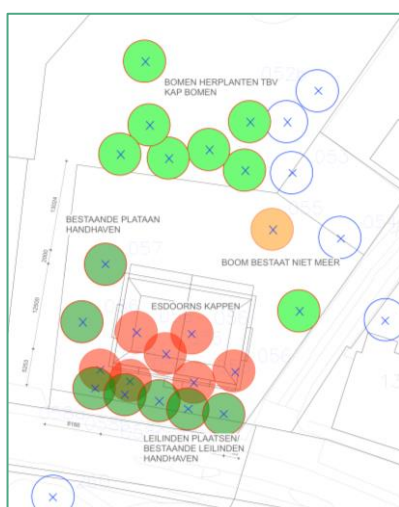 BOMEN HERPLANTEN TBV
KAP BOMEN
BESTAANDE PLATAAN
HANDHAVEN
BOOM BESTAAT NIET MEER
ESDOORNS KAPPEN
LEILINDEN PLAATSEN/
BESTAANDE LEILINDEN
HANDHAVEN